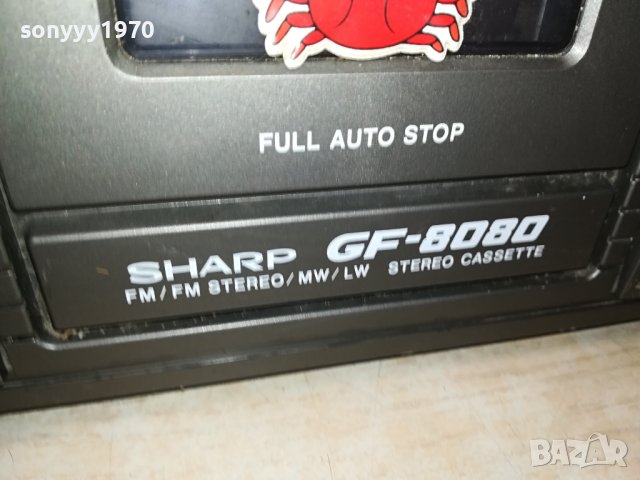 sonyyy1970
FULL AUTO STOP
SHARP GF-8080
FM/FM STEREO/MW/LW STEREO CASSETTE
BAZAR